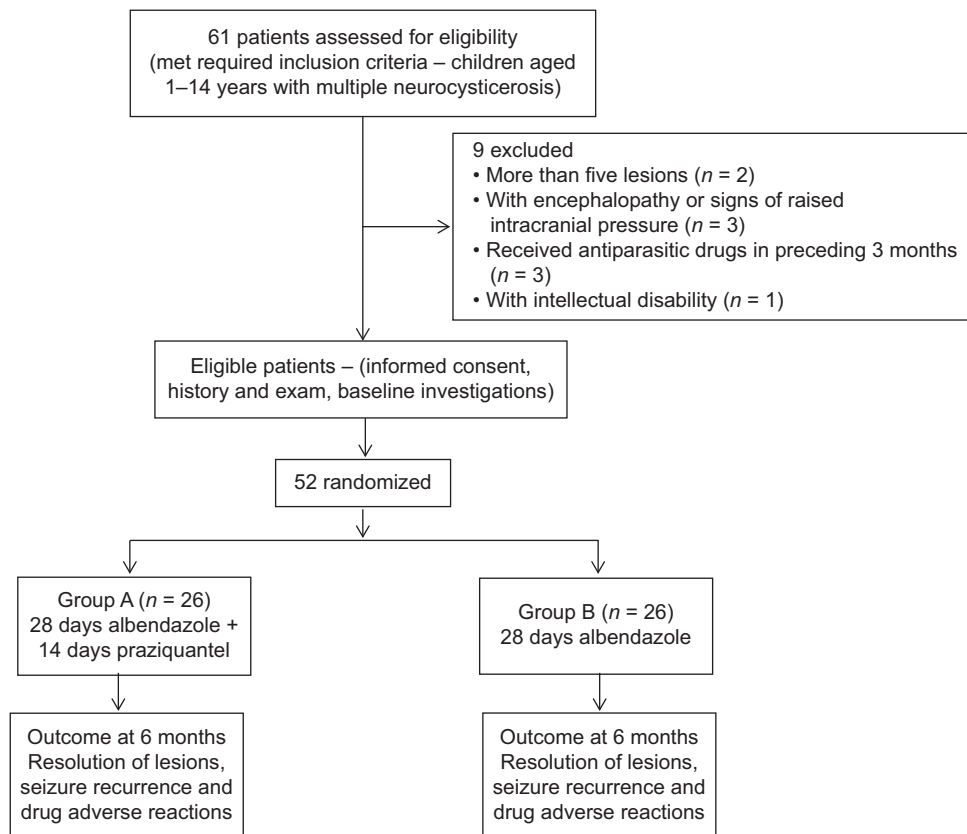 61 patients assessed for eligibility
(met required inclusion criteria – children aged
1–14 years with multiple neurocysticerosis)
9 excluded
• More than five lesions (n = 2)
• With encephalopathy or signs of raised
intracranial pressure (n = 3)
• Received antiparasitic drugs in preceding 3 months
(n = 3)
• With intellectual disability (n = 1)
Eligible patients – (informed consent,
history and exam, baseline investigations)
52 randomized
Group A (n = 26)
28 days albendazole +
14 days praziquantel
Group B (n = 26)
28 days albendazole
Outcome at 6 months
Resolution of lesions,
seizure recurrence and
drug adverse reactions
Outcome at 6 months
Resolution of lesions,
seizure recurrence and
drug adverse reactions